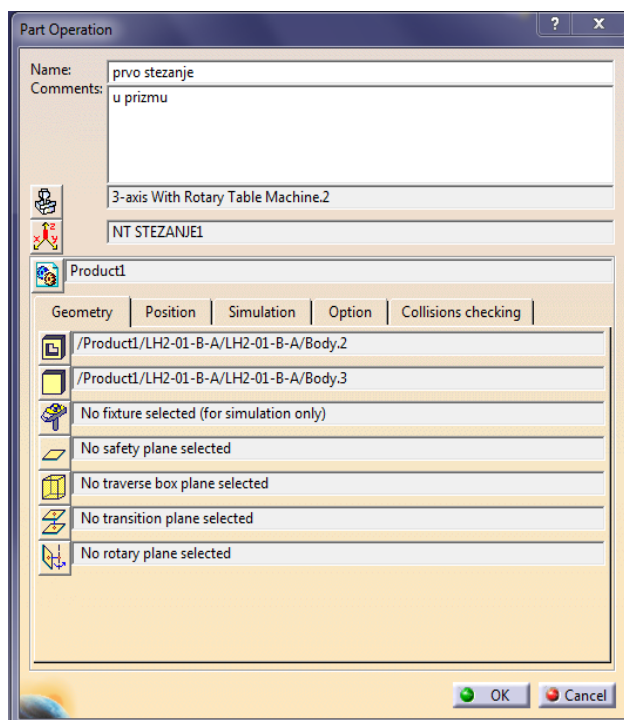 Part Operation
Name: prvo stezanje
Comments: u prizmu
3-axis With Rotary Table Machine.2
NT STEZANJE1
Product1
Geometry Position Simulation Option Collisions checking
/Product1/LH2-01-B-A/LH2-01-B-A/Body.2
/Product1/LH2-01-B-A/LH2-01-B-A/Body.3
No fixture selected (for simulation only)
No safety plane selected
No traverse box plane selected
No transition plane selected
No rotary plane selected
OK Cancel